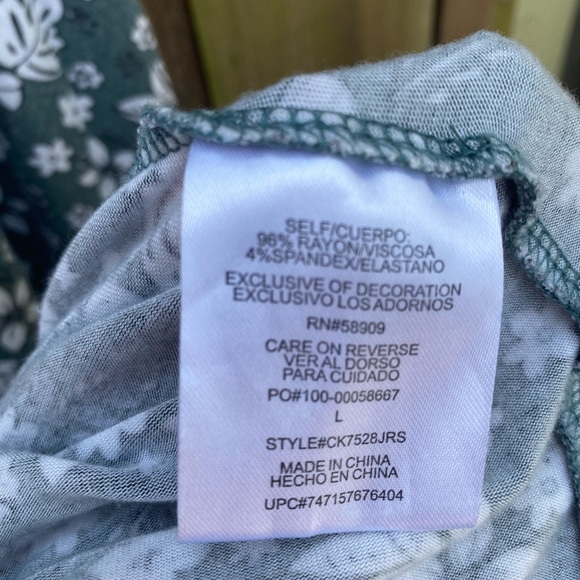 SELF/CUERPO:
96% RAYON/VISCOSA
4%SPANDEX/ELASTANO
EXCLUSIVE OF DECORATION
EXCLUSIVO LOS ADORNOS
RN#58909
CARE ON REVERSE
VER AL DORSO
PARA CUIDADO
PO#100-00058667
L
STYLE#CK7528JRS
MADE IN CHINA
HECHO EN CHINA
UPC#747157676404